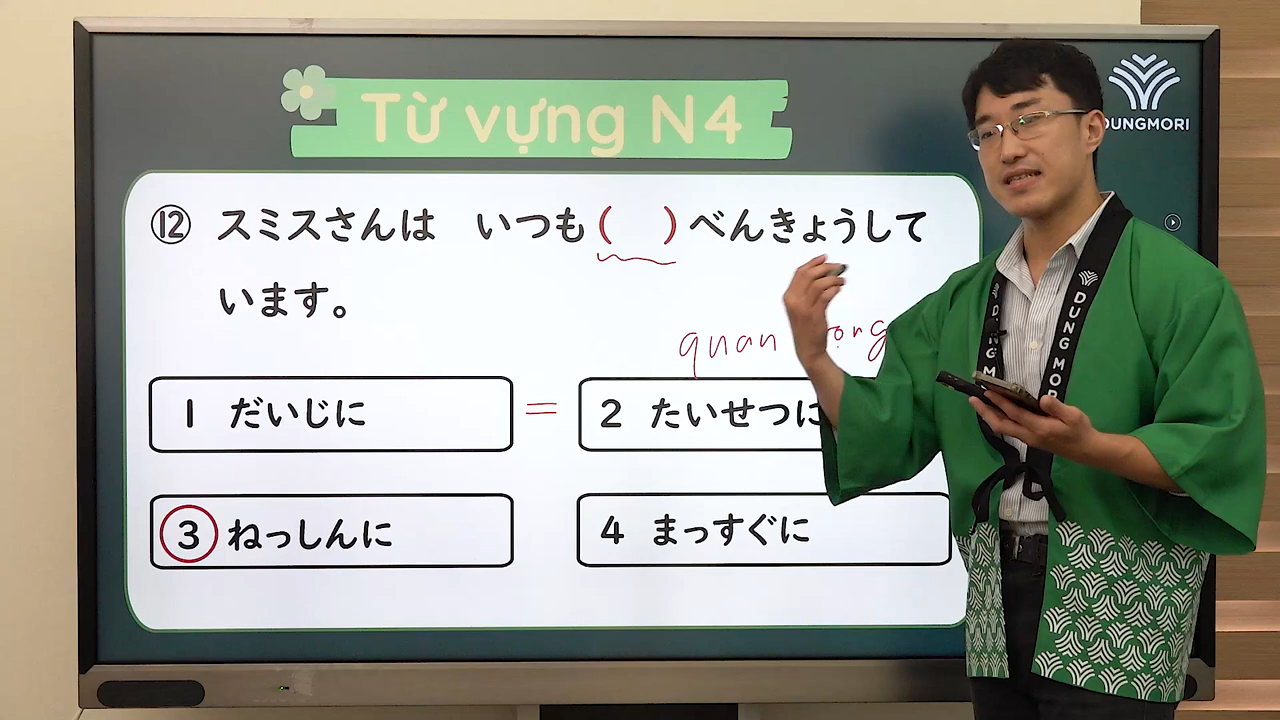 Từ vựng N4
DUNGMORI
⑫ スミスさんは いつも( )べんきょうして
います。
quan
1 だいじに = 2 たいせつに
3 ねっしんに
4 まっすぐに
DUNG MOR